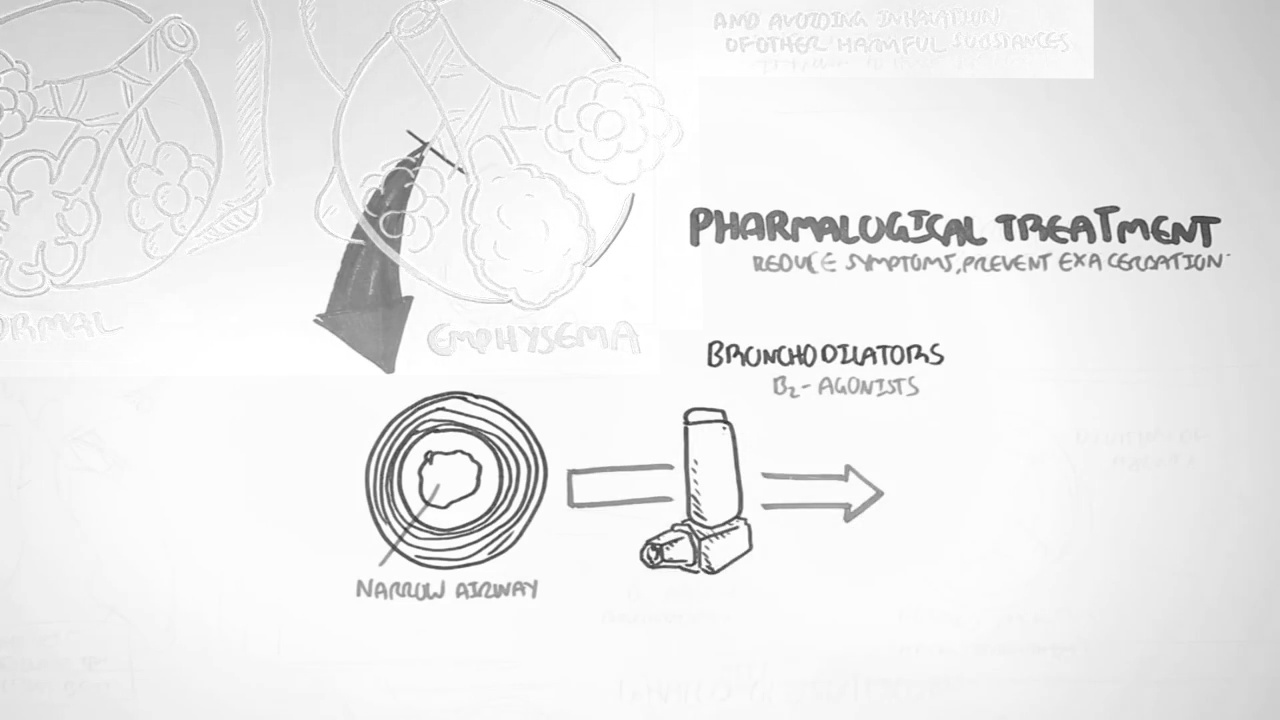 AND AVOIDING INHALATION
OF OTHER HARMFUL SUBSTANCES
PHARMALOGICAL TREATMENT
REDUCE SYMPTOMS, PREVENT EXACERBATION
ORMAL
EMPHYSEMA
BRONCHODILATORS
B₂- AGONISTS
NARROW AIRWAY